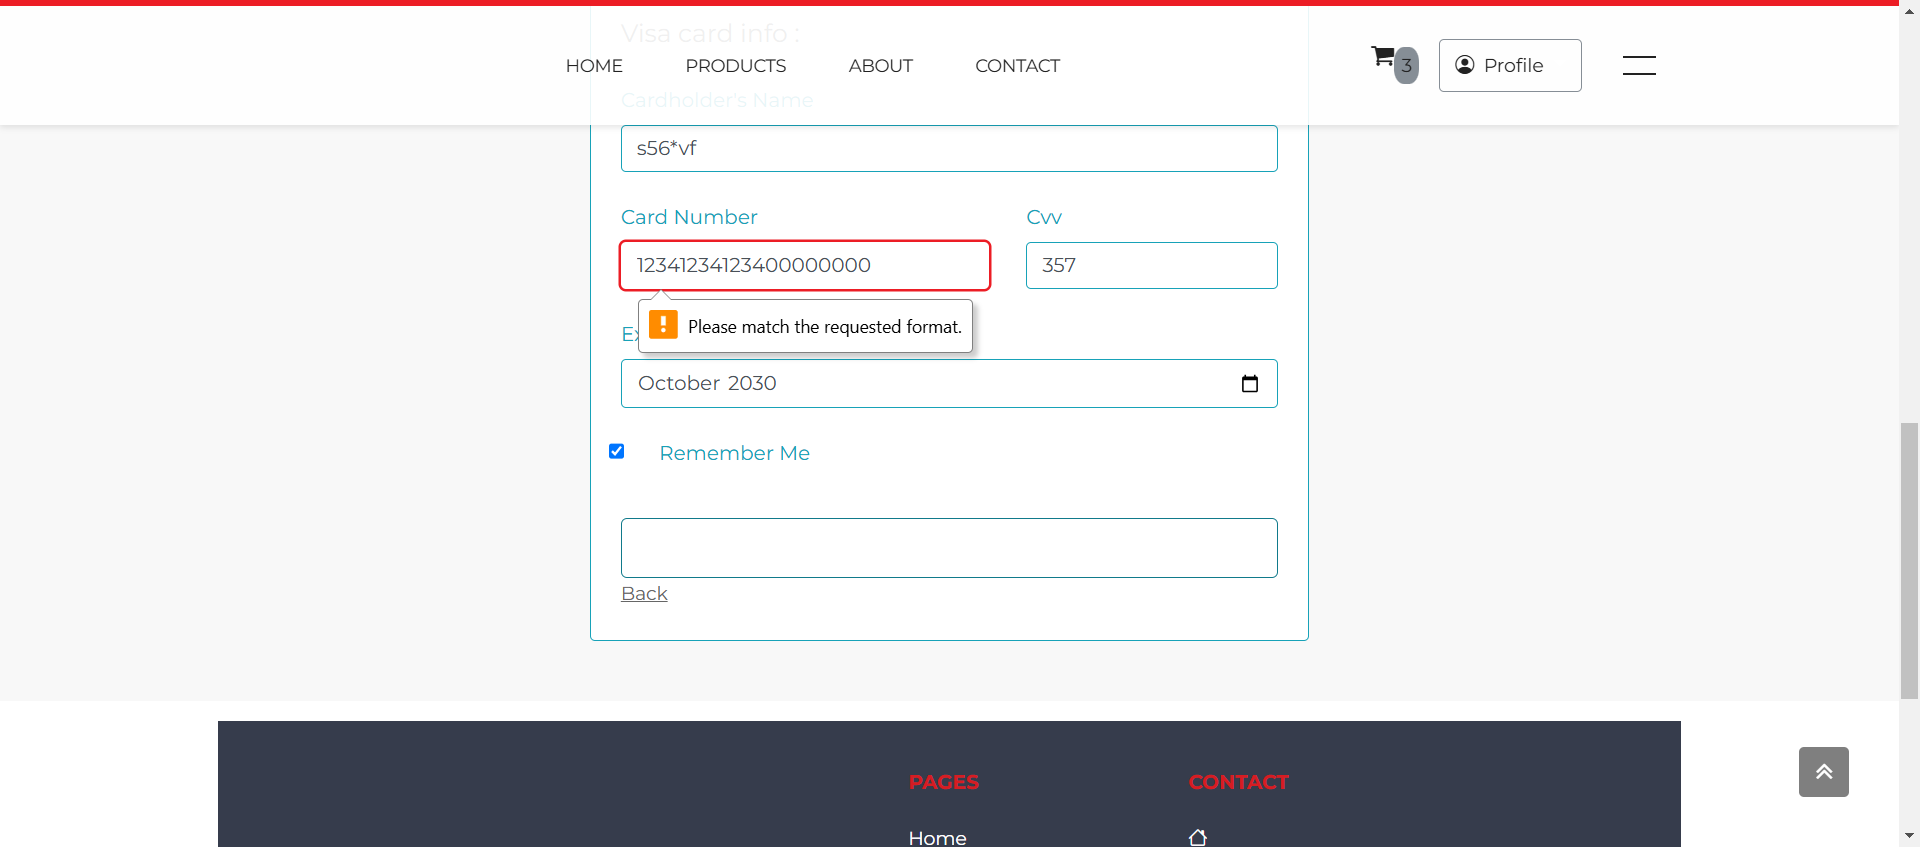 Visa card info :
HOME PRODUCTS ABOUT CONTACT 3 Profile
Cardholder's Name
s56*vf
Card Number Cvv
12341234123400000000 357
Please match the requested format.
October 2030
Remember Me
Back
PAGES CONTACT
Home